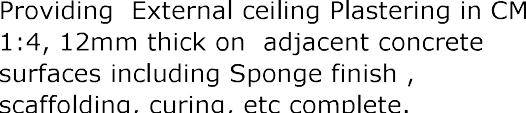 Providing  External ceiling Plastering in CM
1:4, 12mm thick on  adjacent concrete
surfaces including Sponge finish ,
scaffolding, curing, etc complete.